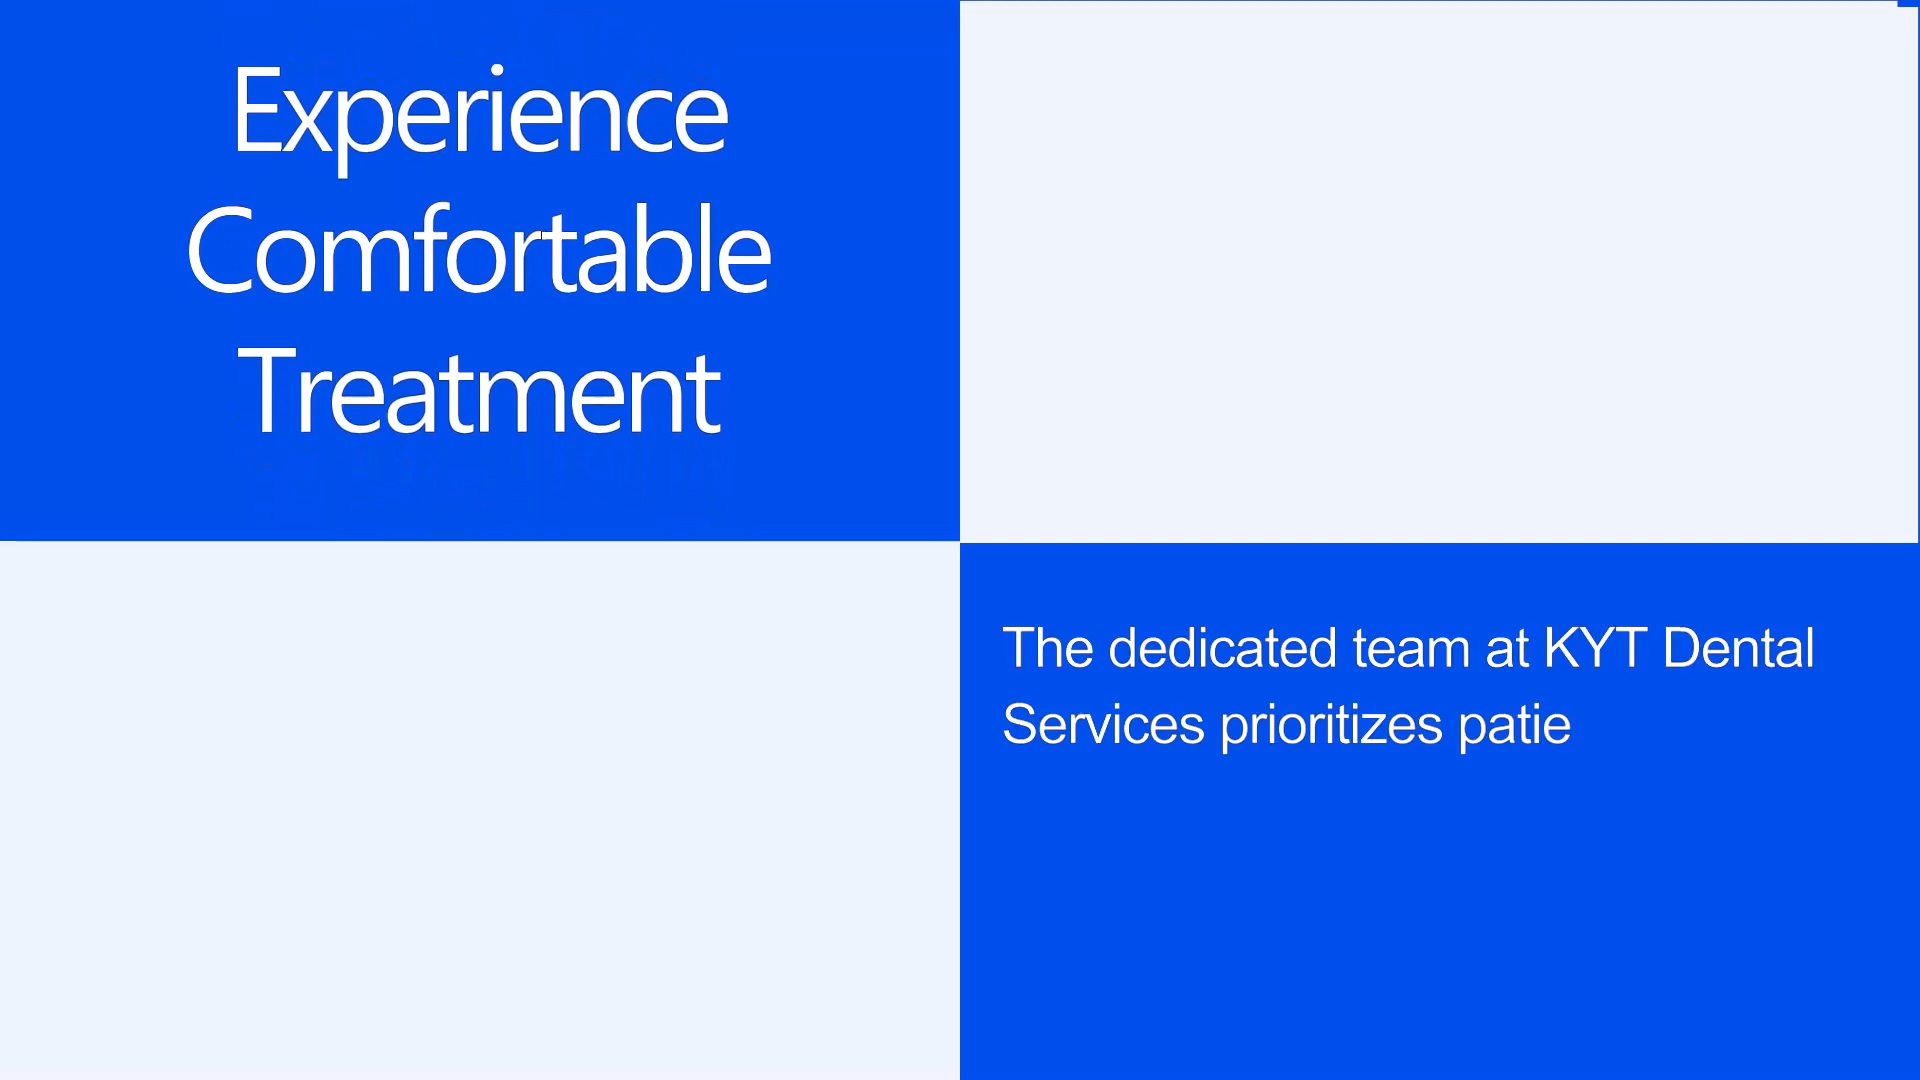 Experience
Comfortable
Treatment
The dedicated team at KYT Dental
Services prioritizes patie